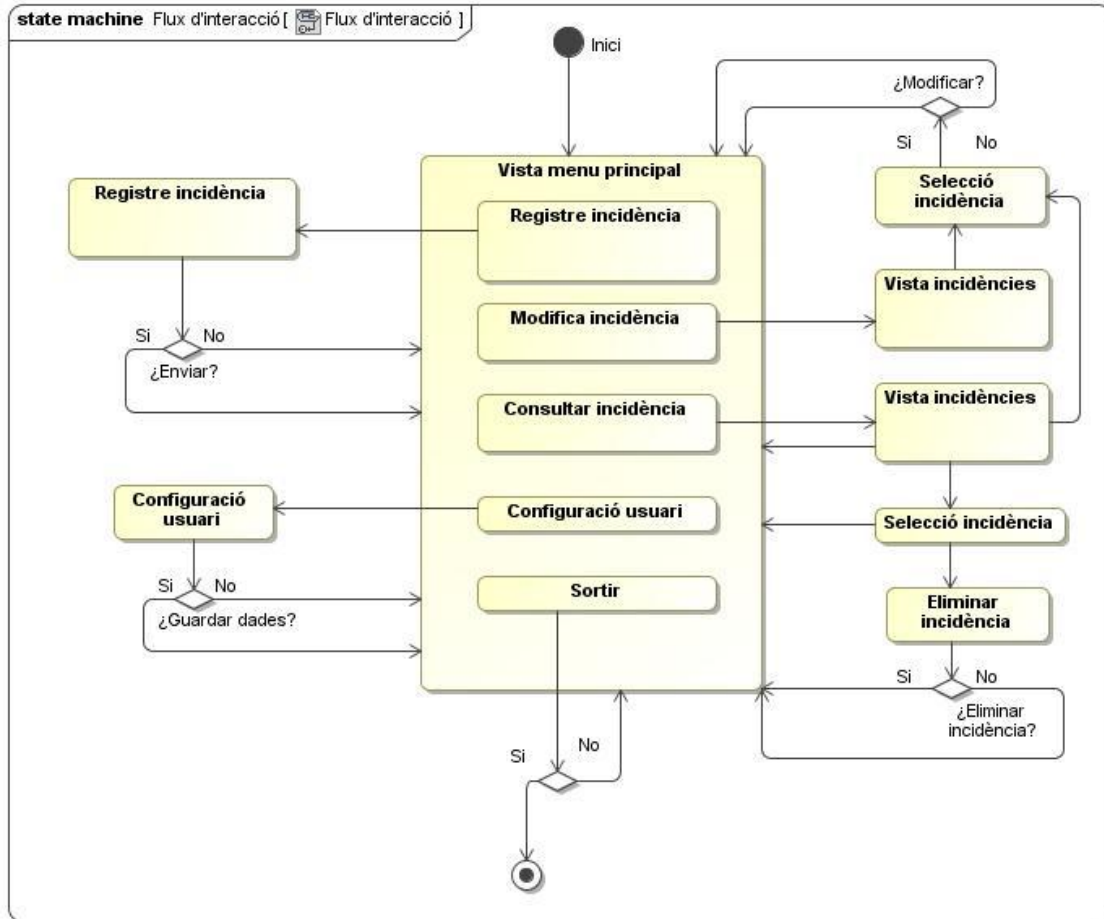 state machine Flux d'interacció [ Flux d'interacció ]
Inici
¿Modificar?
Si
No
Selecció
incidència
Vista menu principal
Registre incidència
Registre incidència
Vista incidències
Modifica incidència
Si
No
¿Enviar?
Vista incidències
Consultar incidència
Configuració
usuari
Configuració usuari
Selecció incidència
Si
No
¿Guardar dades?
Sortir
Eliminar
incidència
Si
No
¿Eliminar
incidència?
Si
No